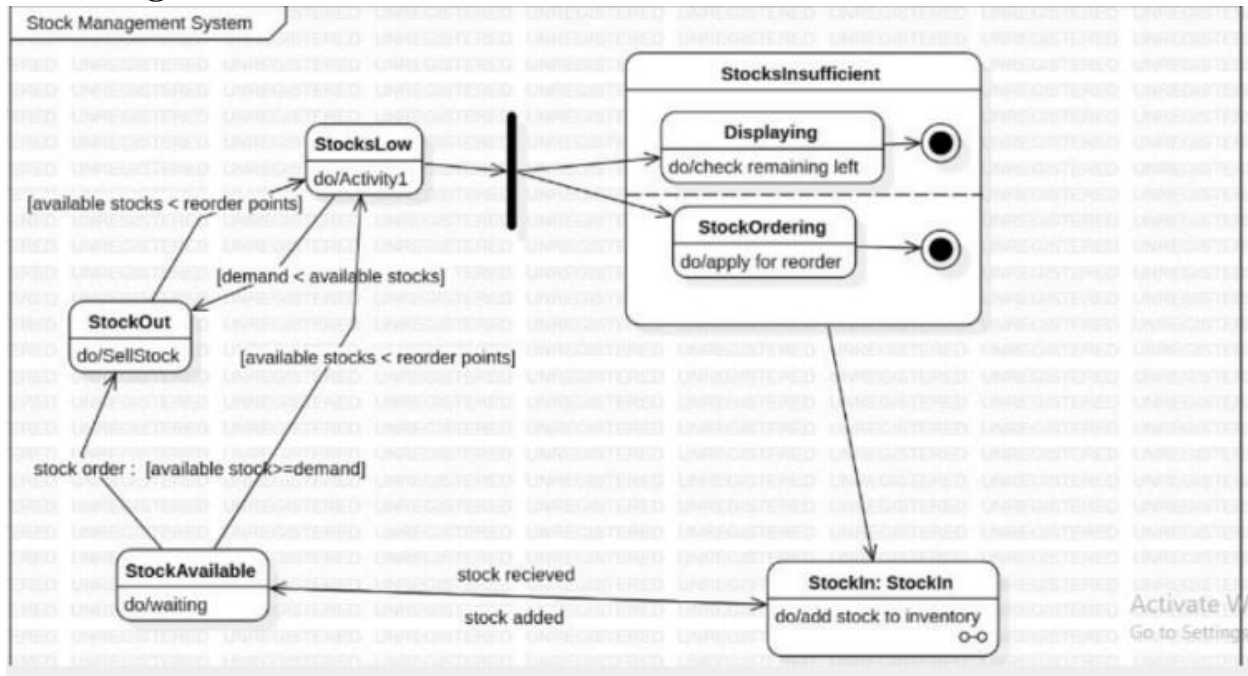 Stock Management System
StocksInsufficient
StocksLow
do/Activity1
Displaying
do/check remaining left
[available stocks < reorder points]
StockOrdering
do/apply for reorder
[demand < available stocks]
StockOut
do/SellStock
[available stocks < reorder points]
stock order : [available stock>=demand]
StockAvailable
do/waiting
stock recieved
stock added
StockIn: StockIn
do/add stock to inventory
Activate W
Go to Settings
UNREGISTERED